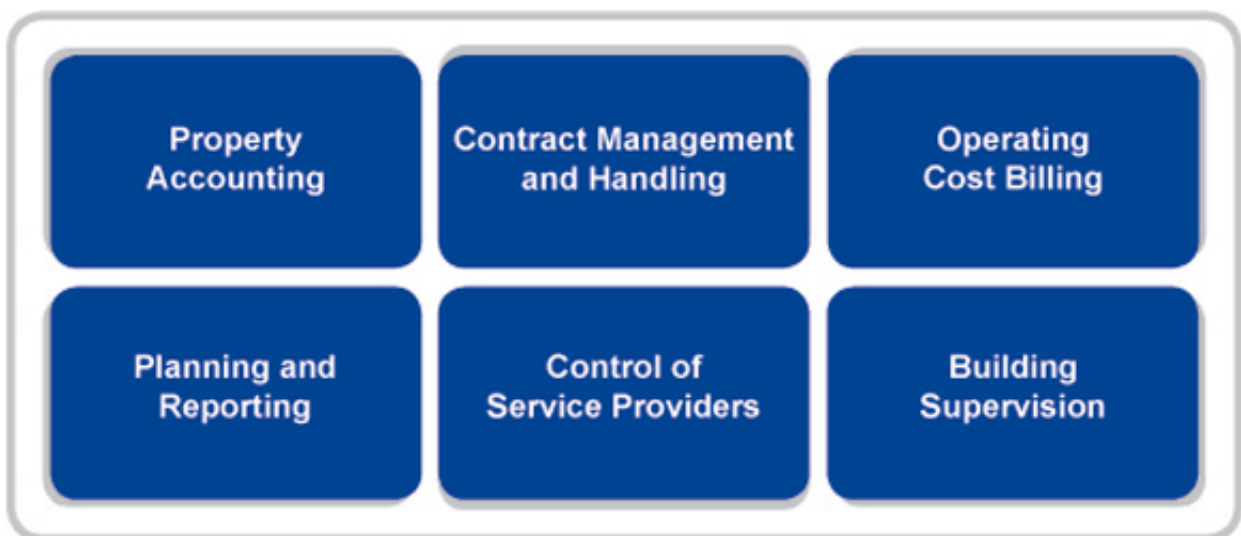 Property
Accounting
Contract Management
and Handling
Operating
Cost Billing
Planning and
Reporting
Control of
Service Providers
Building
Supervision